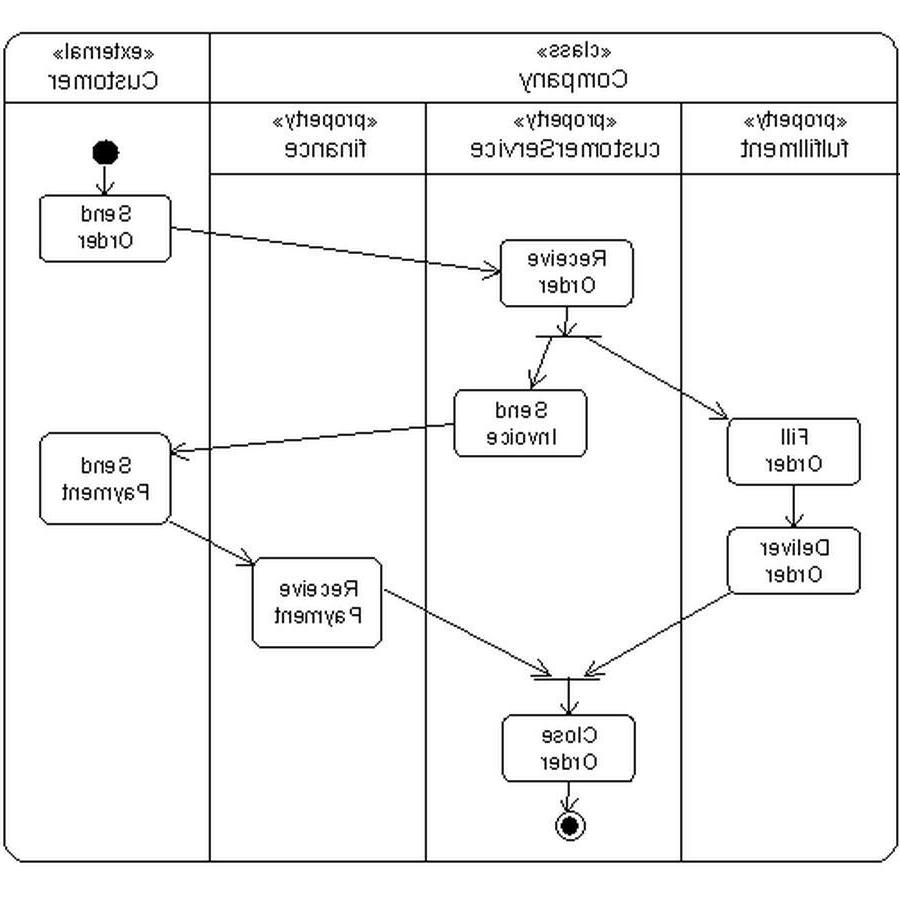 «external»
Customer
«class»
Company
«property»
finance
«property»
customerService
«property»
fulfillment
Send
Order
Receive
Order
Send
Invoice
Fill
Order
Send
Payment
Deliver
Order
Receive
Payment
Close
Order